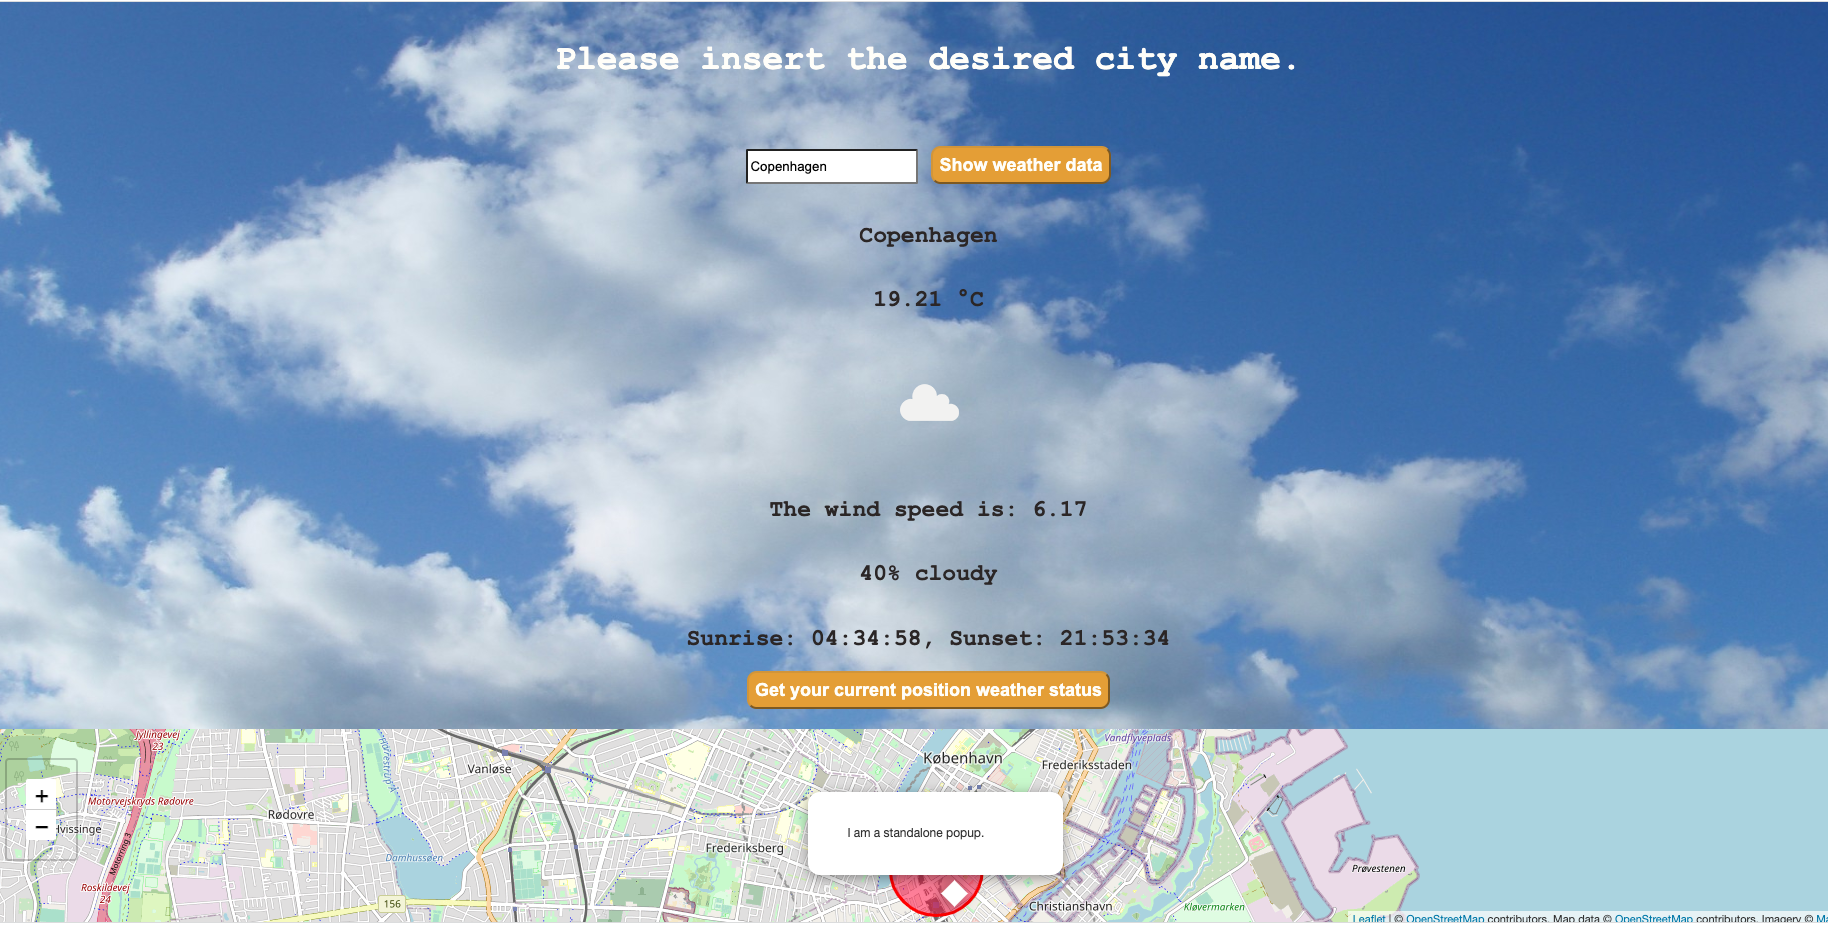 Please insert the desired city name.
Copenhagen
Show weather data
Copenhagen
19.21 °C
The wind speed is: 6.17
40% cloudy
Sunrise: 04:34:58, Sunset: 21:53:34
Get your current position weather status
Jyllingevej
23
Vandflyveplads
København
Frederiksstaden
Vanløse
+
Motorvejskryds Rødovre
Rødovre
−
Hvissinge
Motorring 3
I am a standalone popup.
Frederiksberg
Damhussøen
Prøvestenen
Roskildevej
24
156
Christianshavn
Kløvermarken
Leaflet | © OpenStreetMap contributors, Map data © OpenStreetMap contributors, Imagery © Ma